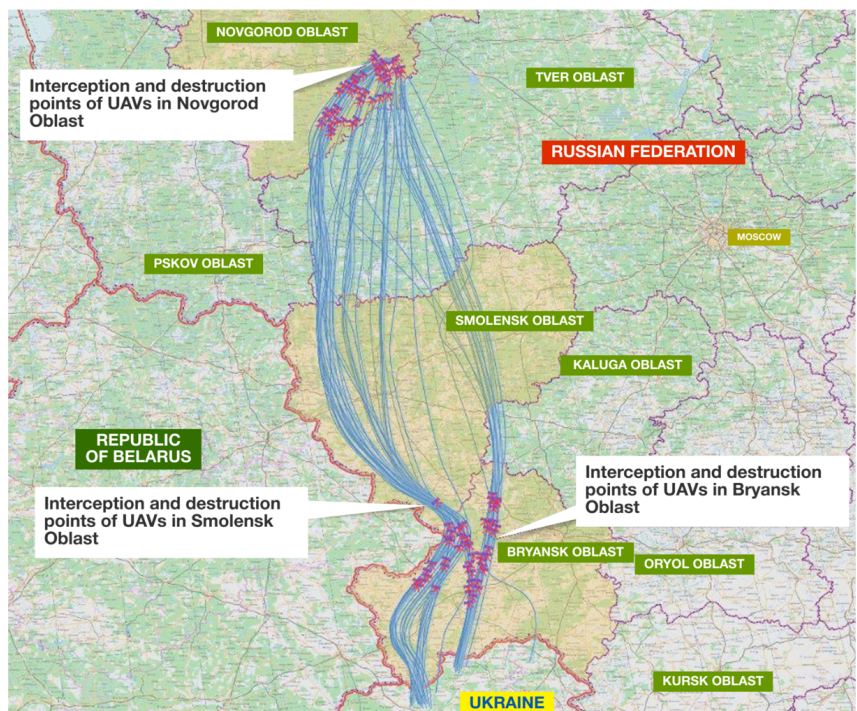 NOVGOROD OBLAST
Interception and destruction
points of UAVs in Novgorod
Oblast
TVER OBLAST
RUSSIAN FEDERATION
MOSCOW
PSKOV OBLAST
SMOLENSK OBLAST
KALUGA OBLAST
REPUBLIC
OF BELARUS
Interception and destruction
points of UAVs in Bryansk
Oblast
Interception and destruction
points of UAVs in Smolensk
Oblast
BRYANSK OBLAST
ORYOL OBLAST
KURSK OBLAST
UKRAINE